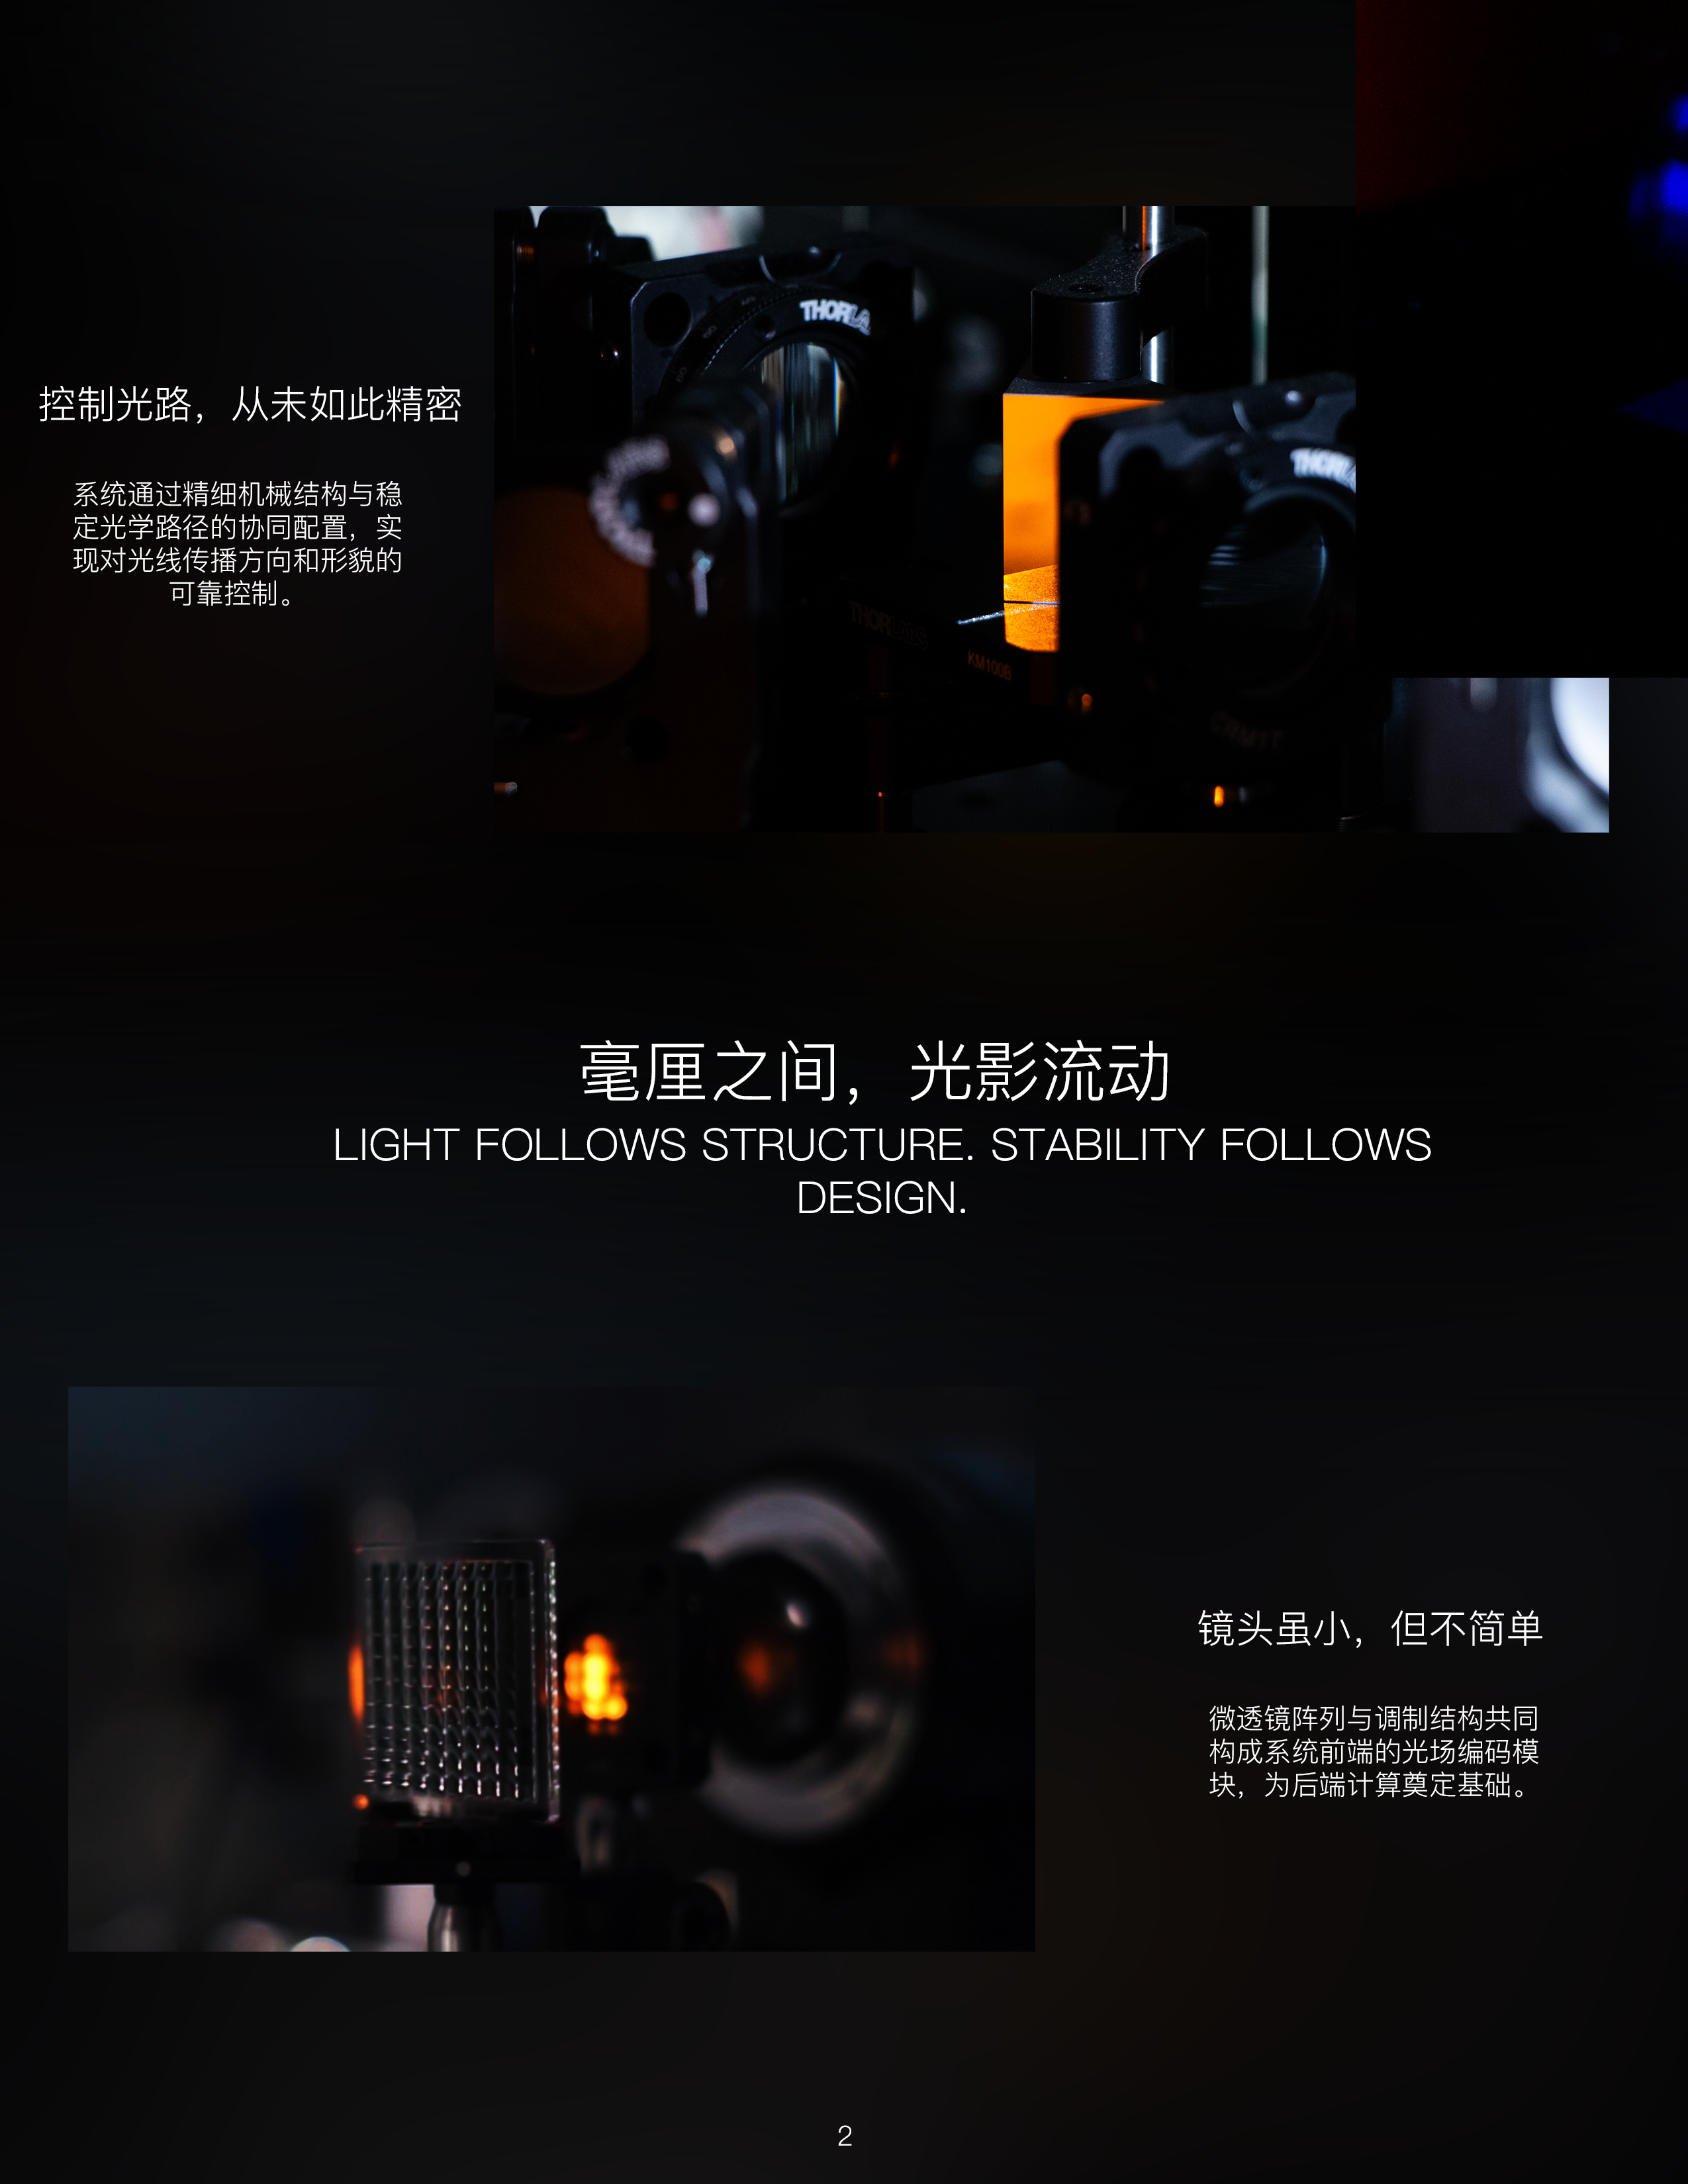 控制光路，从未如此精密
系统通过精细机械结构与稳
定光学路径的协同配置，实
现对光线传播方向和形貌的
可靠控制。
THORLA
THORL
THORLABS
KM100B
CRM1T
毫厘之间，光影流动
LIGHT FOLLOWS STRUCTURE. STABILITY FOLLOWS
DESIGN.
镜头虽小，但不简单
微透镜阵列与调制结构共同
构成系统前端的光场编码模
块，为后端计算奠定基础。
2